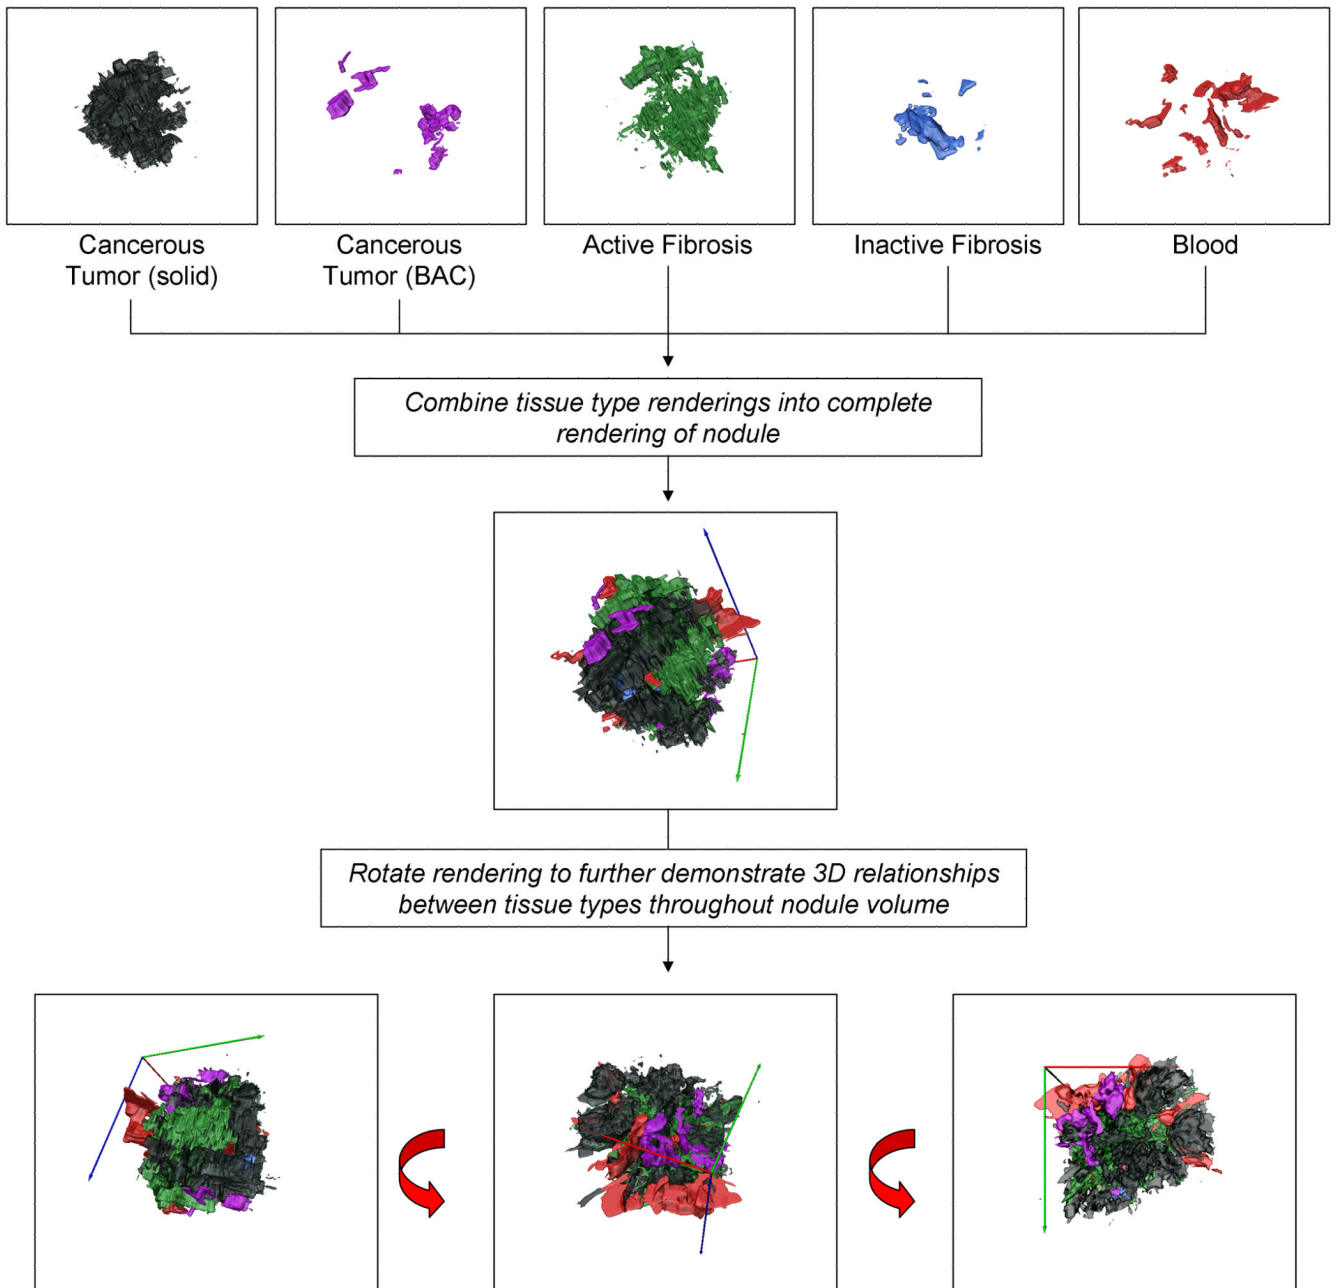 Cancerous
Tumor (solid)
Cancerous
Tumor (BAC)
Active Fibrosis
Inactive Fibrosis
Blood
Combine tissue type renderings into complete
rendering of nodule
Rotate rendering to further demonstrate 3D relationships
between tissue types throughout nodule volume